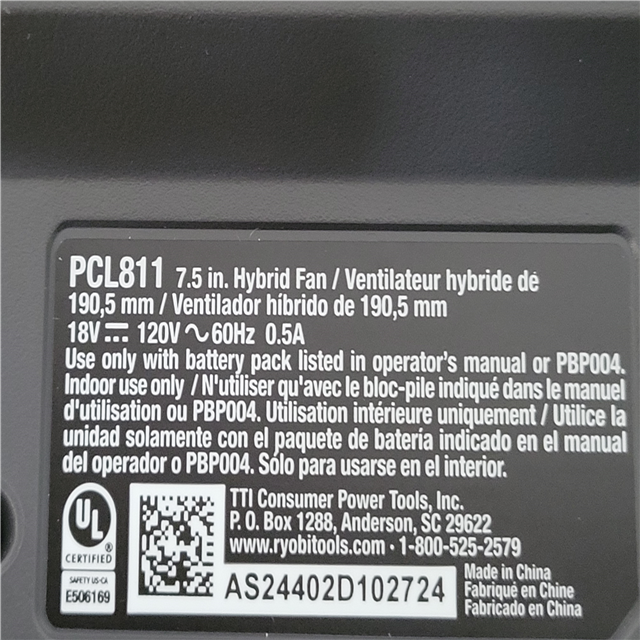 PCL811 7.5 in. Hybrid Fan / Ventilateur hybride de
190,5 mm / Ventilador híbrido de 190,5 mm
18V⎓ 120V∿60Hz 0.5A
Use only with battery pack listed in operator's manual or PBP004.
Indoor use only / N'utiliser qu'avec le bloc-pile indiqué dans le manuel
d'utilisation ou PBP004. Utilisation intérieure uniquement / Utilice la
unidad solamente con el paquete de batería indicado en el manual
del operador o PBP004. Sólo para usarse en el interior.
UL
CERTIFIED ®
SAFETY US-CA
E506169
TTI Consumer Power Tools, Inc.
P. O. Box 1288, Anderson, SC 29622
www.ryobitools.com · 1-800-525-2579
AS24402D102724
Made in China
Fabriqué en Chine
Fabricado en China